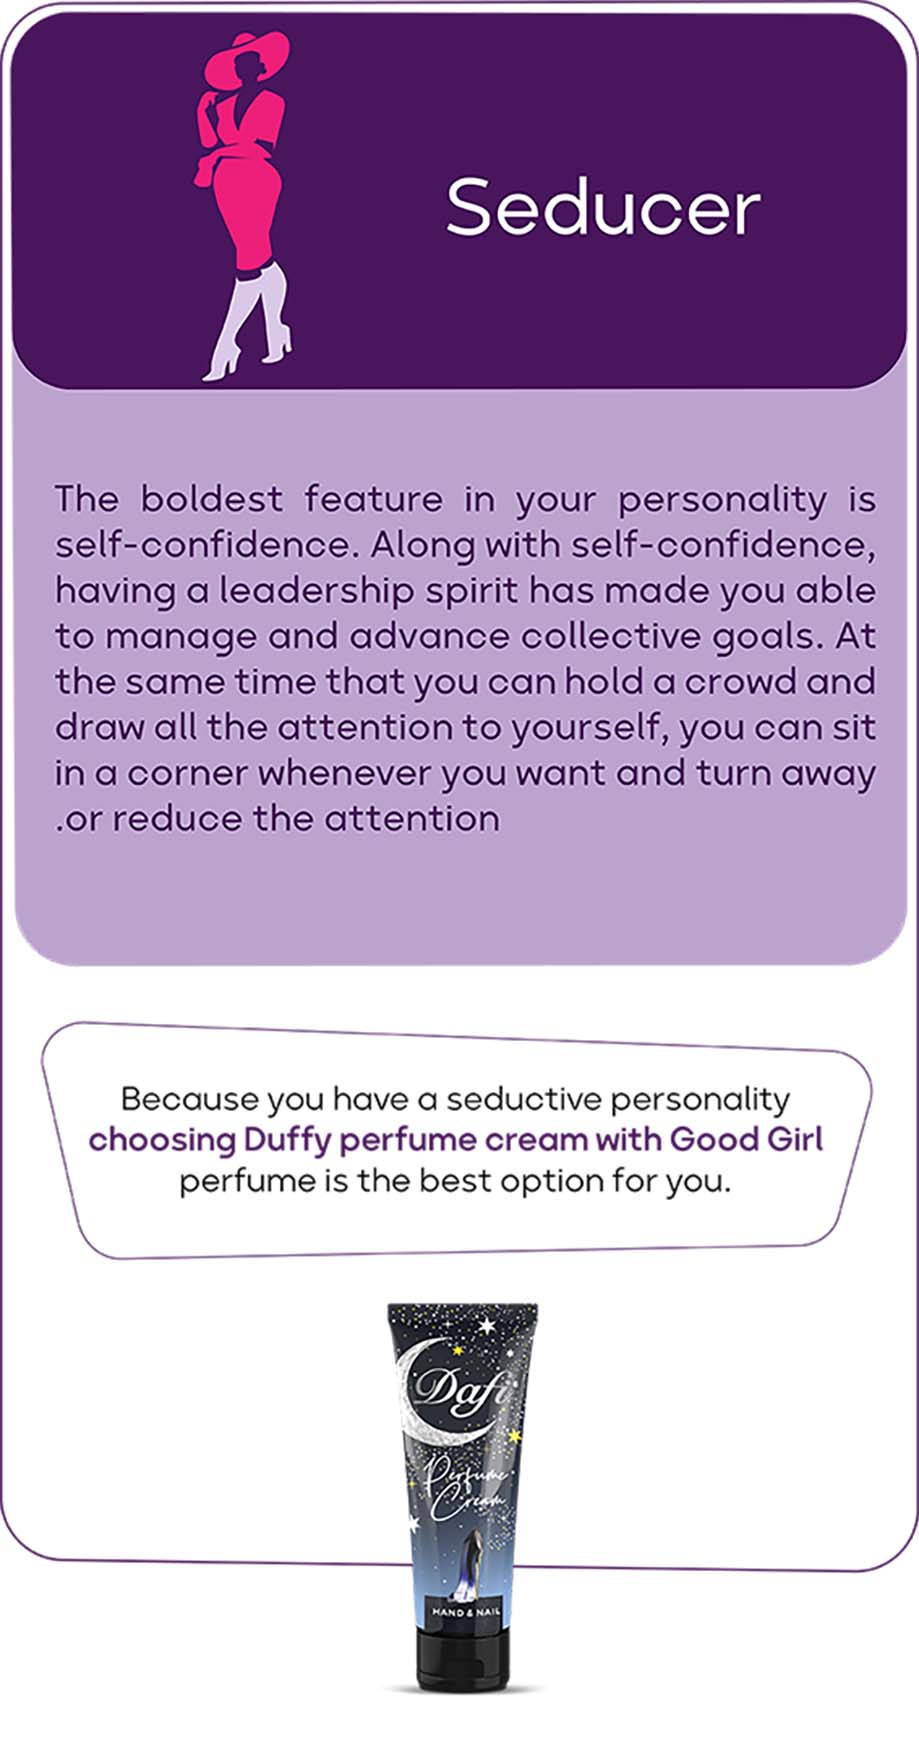 Seducer
The boldest feature in your personality is
self-confidence. Along with self-confidence,
having a leadership spirit has made you able
to manage and advance collective goals. At
the same time that you can hold a crowd and
draw all the attention to yourself, you can sit
in a corner whenever you want and turn away
.or reduce the attention
Because you have a seductive personality
choosing Duffy perfume cream with Good Girl
perfume is the best option for you.
Dafi
Perfume
Cream
HAND & NAIL